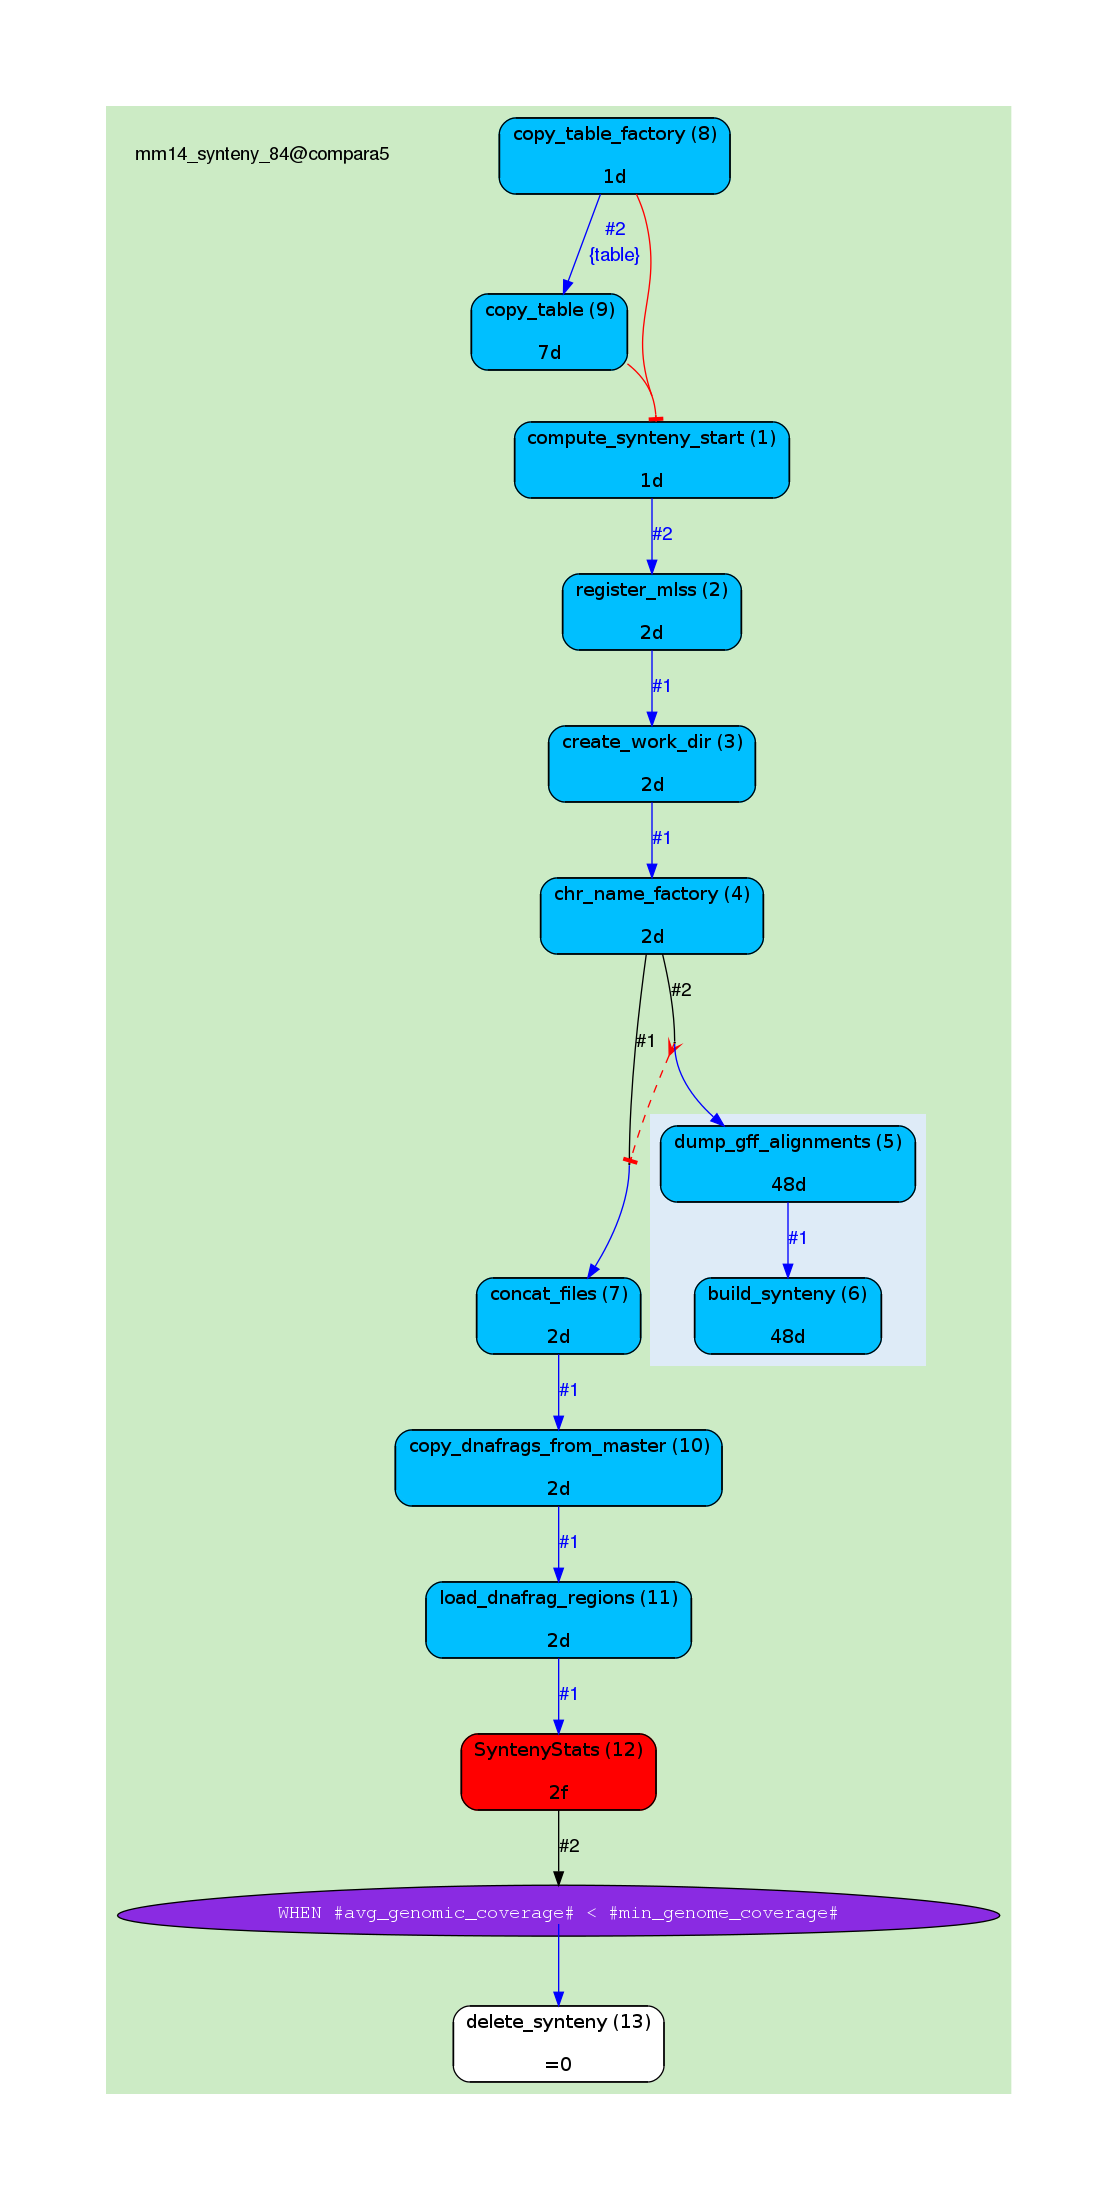 copy_table_factory (8)
mm14_synteny_84@compara5
1d
#2
{table}
copy_table (9)
7d
compute_synteny_start (1)
1d
#2
register_mlss (2)
2d
#1
create_work_dir (3)
2d
#1
chr_name_factory (4)
2d
#2
#1
dump_gff_alignments (5)
48d
#1
concat_files (7)
2d
build_synteny (6)
48d
#1
copy_dnafrags_from_master (10)
2d
#1
load_dnafrag_regions (11)
2d
#1
SyntenyStats (12)
2f
#2
WHEN #avg_genomic_coverage# < #min_genome_coverage#
delete_synteny (13)
=0